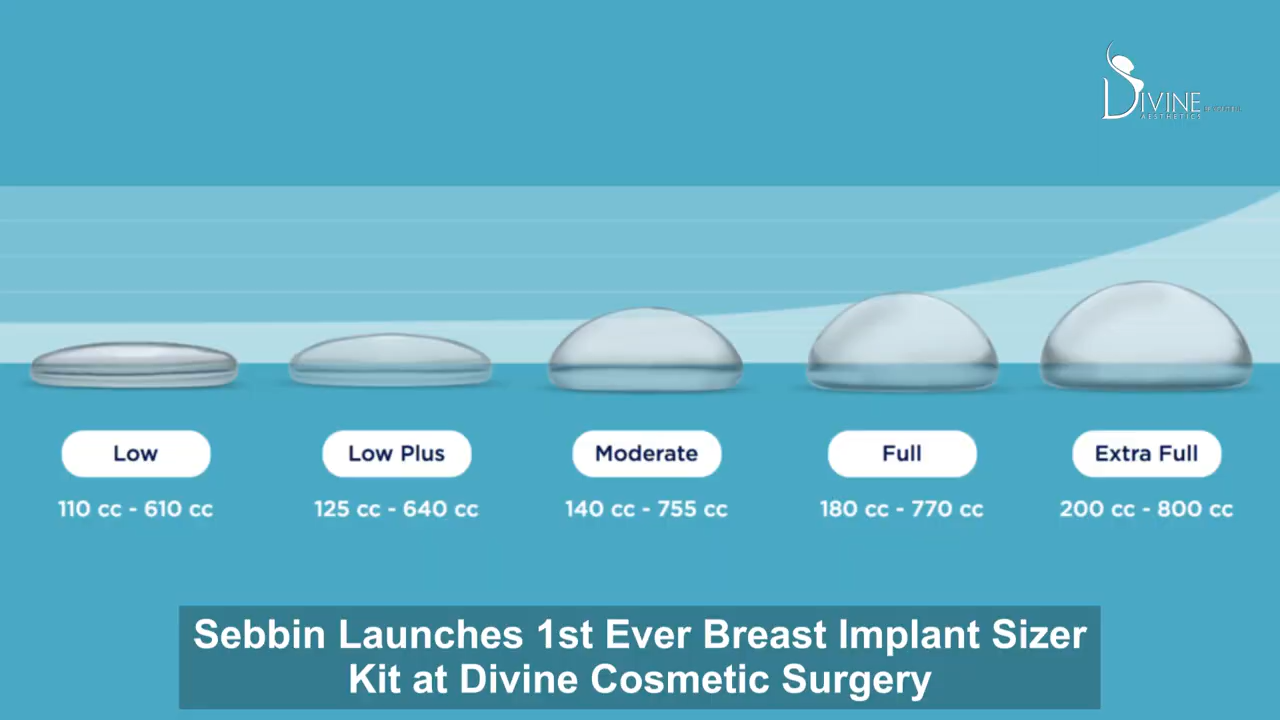 DIVINE
AESTHETICS
Low
Low Plus
Moderate
Full
Extra Full
110 cc - 610 cc
125 cc - 640 cc
140 cc - 755 cc
180 cc - 770 cc
200 cc - 800 cc
Sebbin Launches 1st Ever Breast Implant Sizer
Kit at Divine Cosmetic Surgery